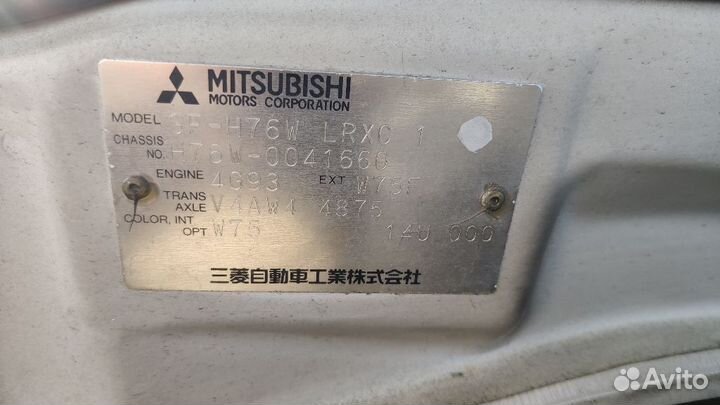 MITSUBISHI
MOTORS CORPORATION
MODEL GF-H76W LRXC 1
CHASSIS NO. H76W-0041660
ENGINE 4G93 EXT W75F
TRANS AXLE V4AW4 4875
COLOR, INT OPT W75 14U 000
三菱自動車工業株式会社
Avito